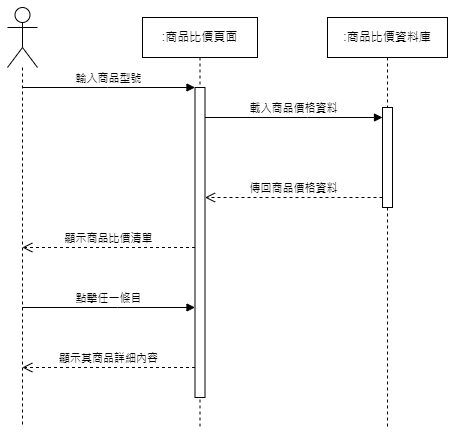 :商品比價頁面
:商品比價資料庫
輸入商品型號
載入商品價格資料
傳回商品價格資料
顯示商品比價清單
點擊任一條目
顯示其商品詳細內容